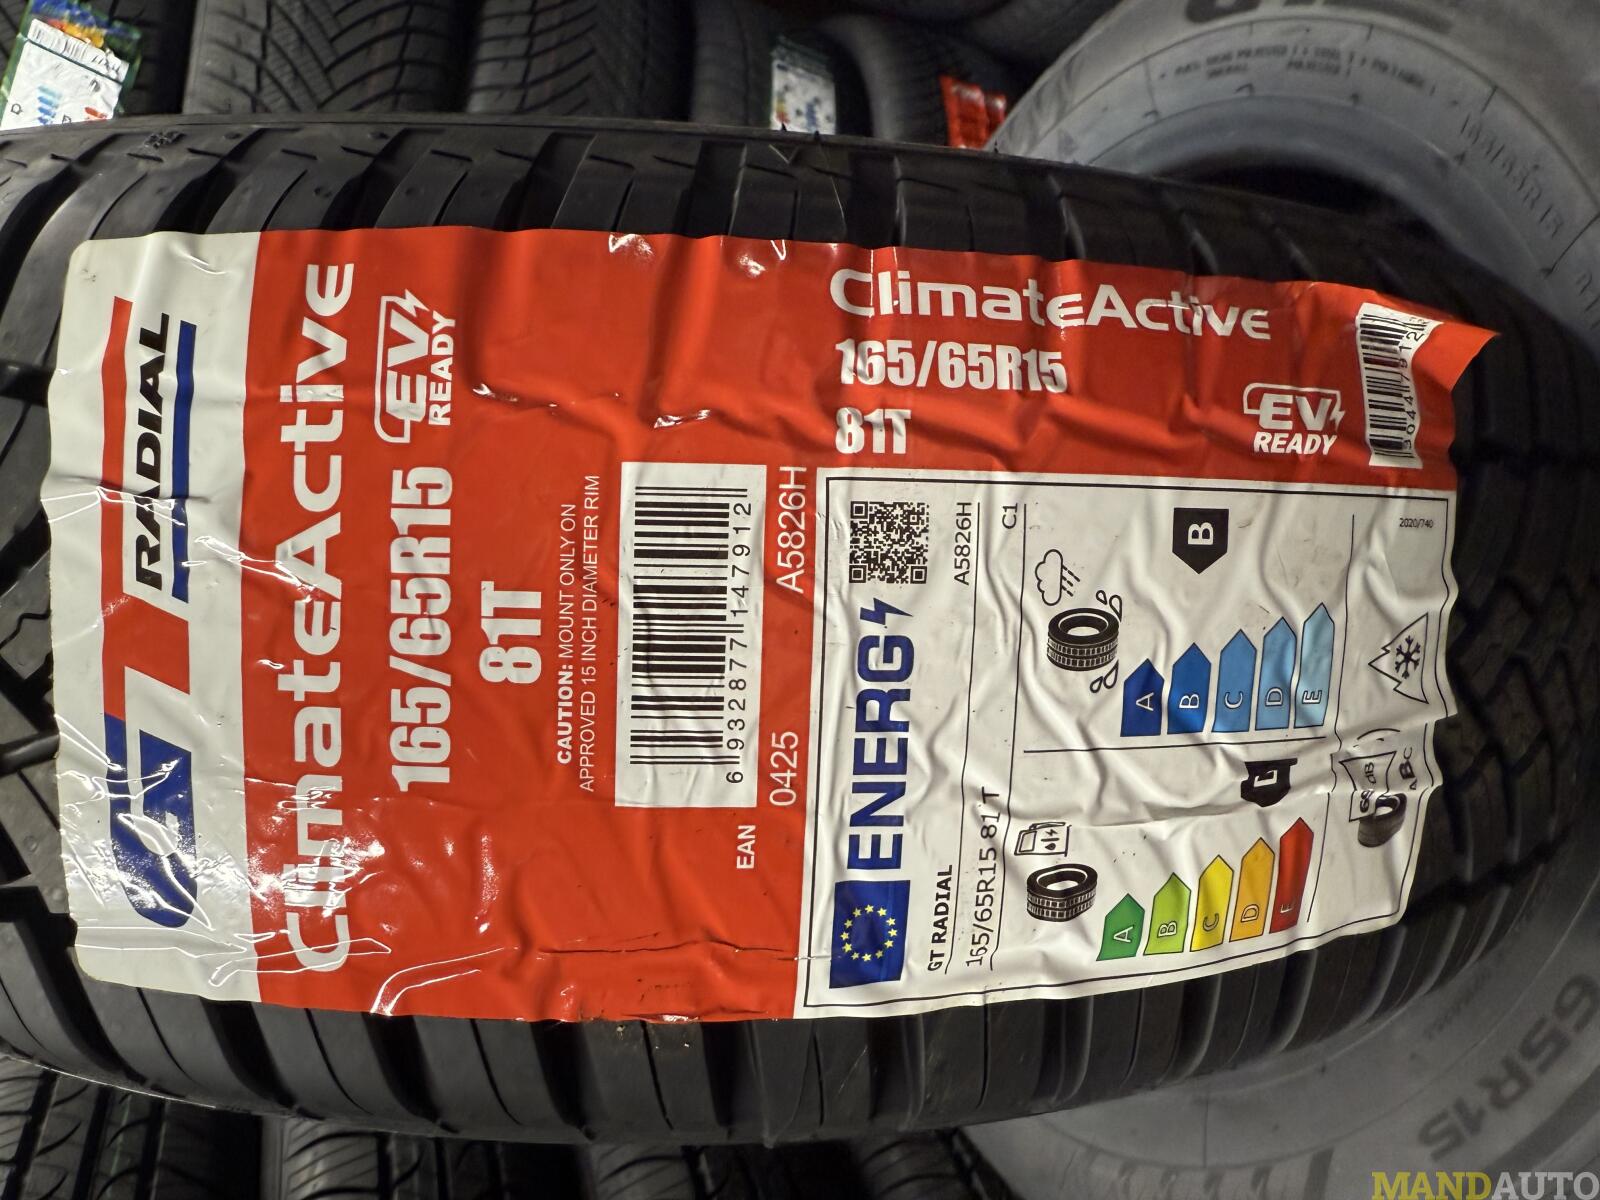 GT RADIAL
ClimateActive
165/65R15
EV READY
81T
CAUTION: MOUNT ONLY ON
APPROVED 15 INCH DIAMETER RIM
6 932877 147912
EAN
A5826H
0425
ClimateActive
165/65R15
81T
EV
READY
ENERG
GT RADIAL
A5826H
165/65R15 81 T
C1
A
B
C
D
E
A
B
C
D
E
B
dB
2020/740
65R15
MANDAUTO